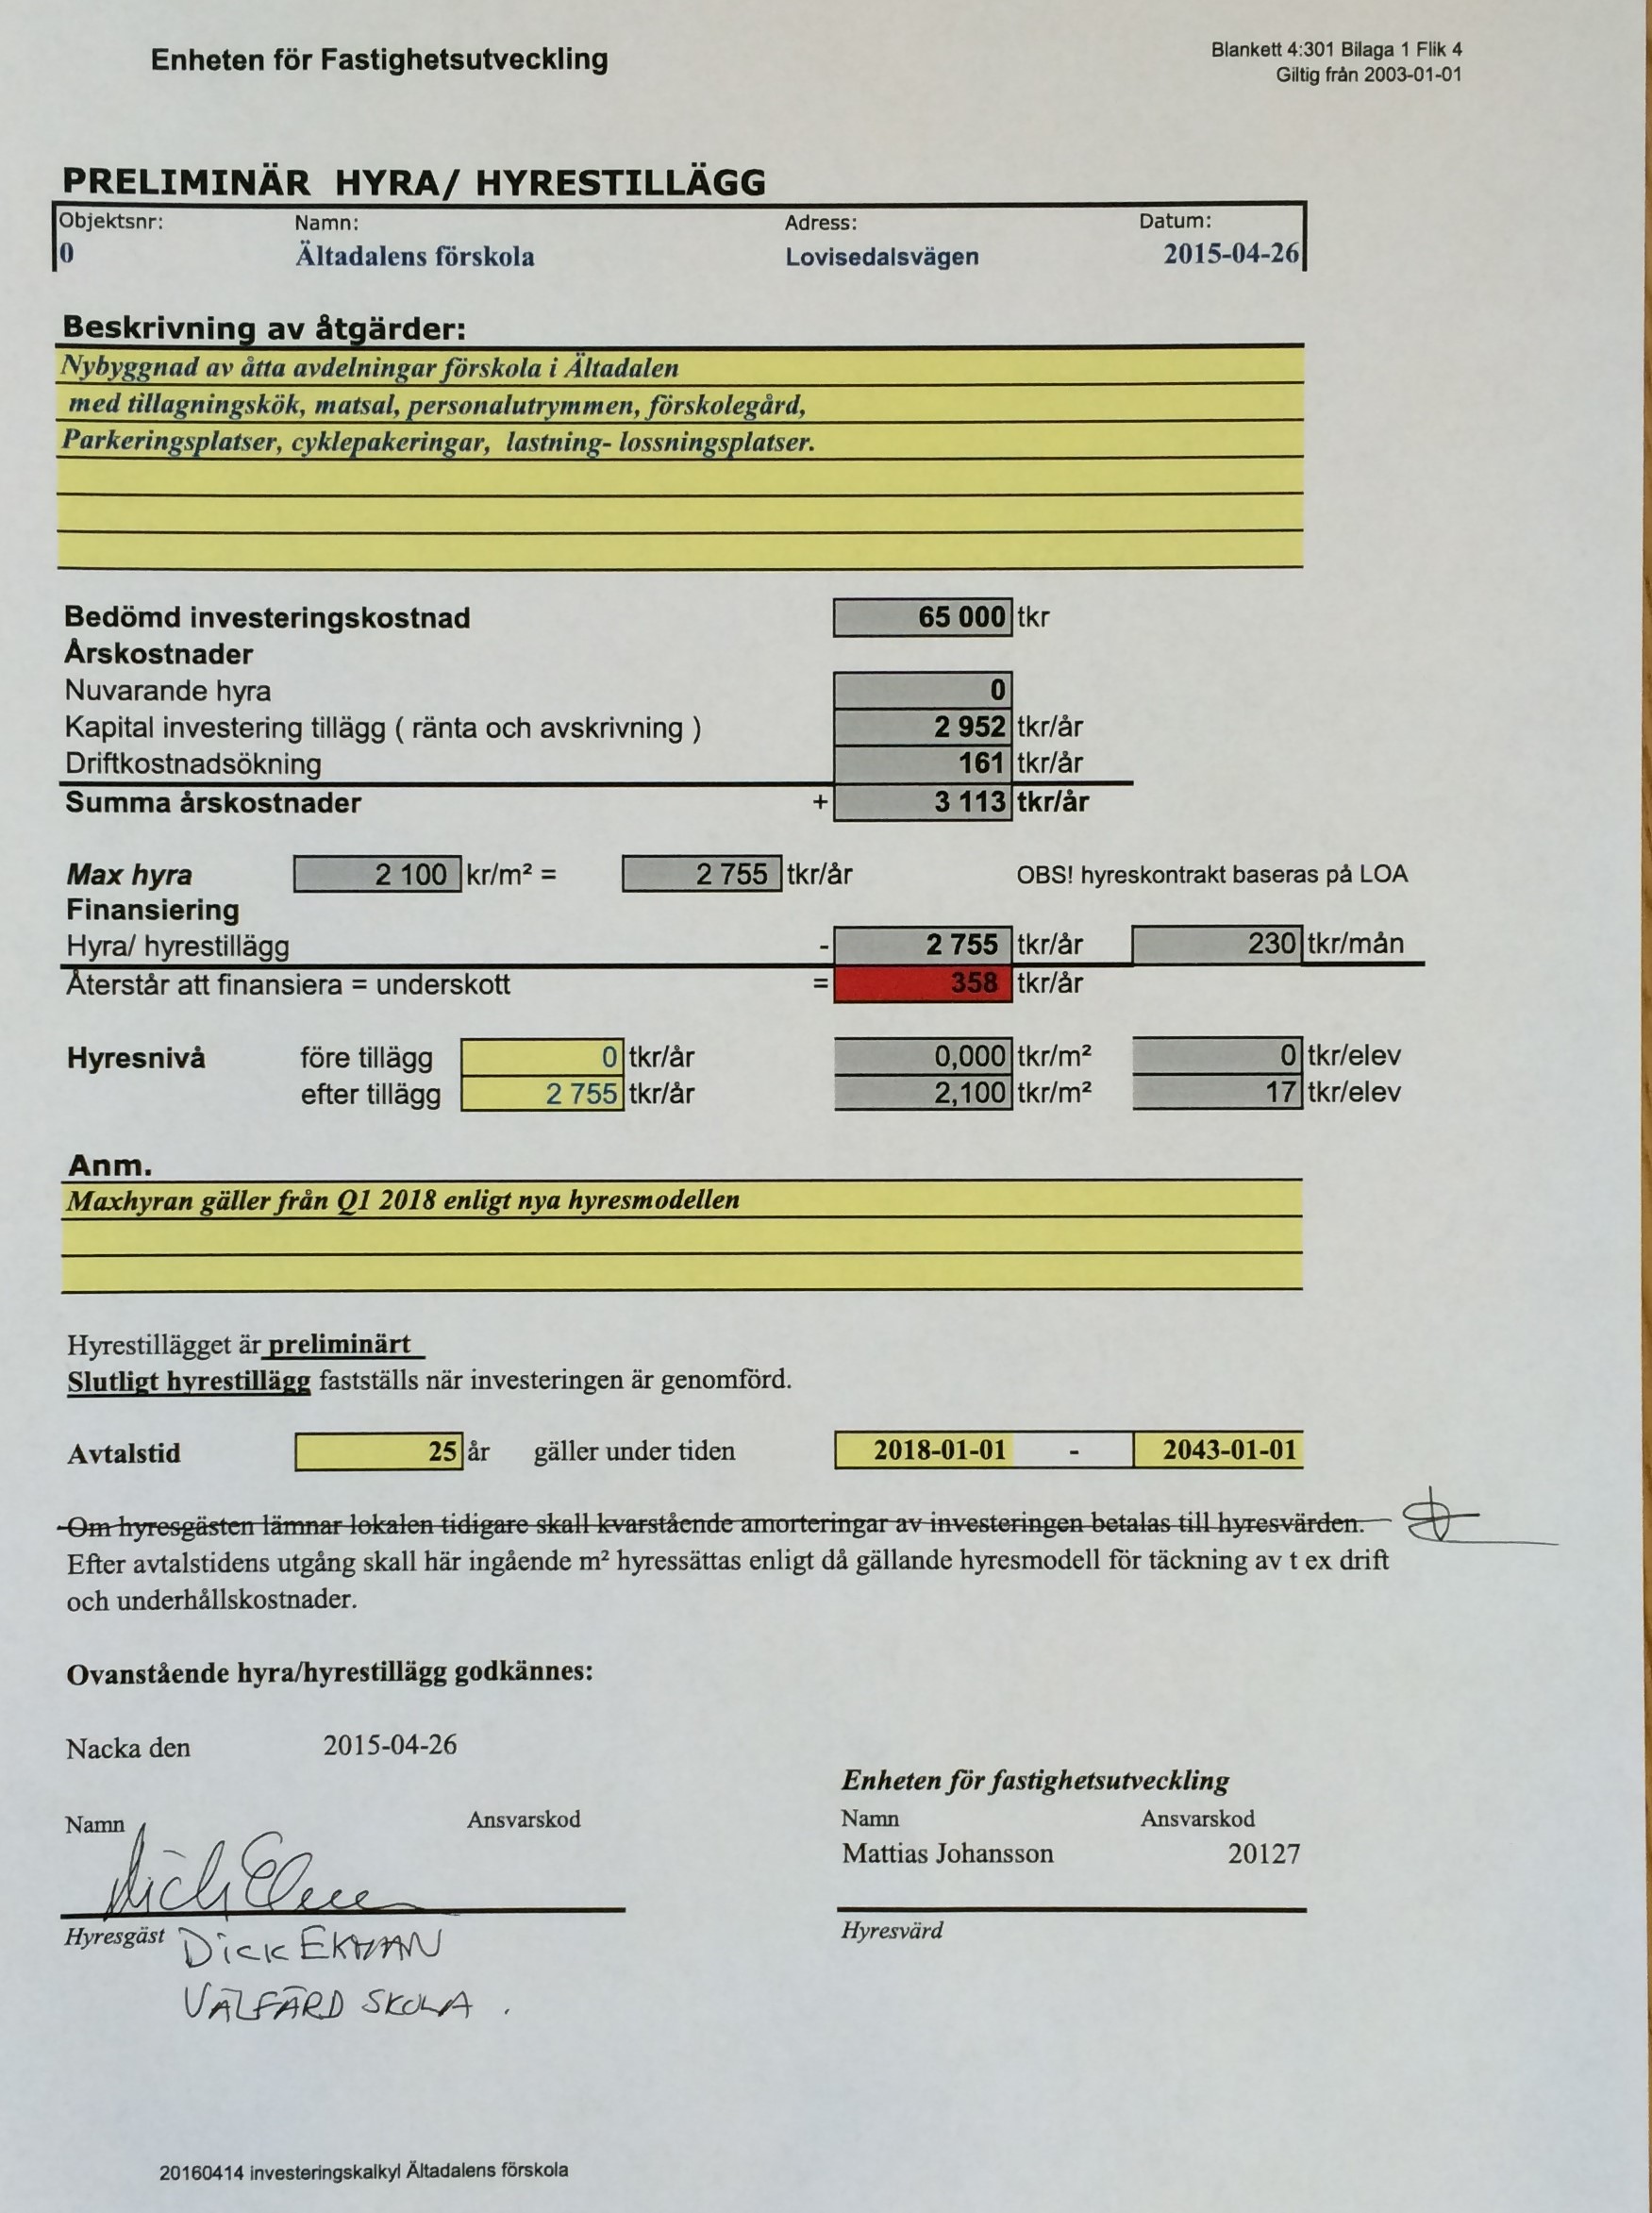 Enheten för Fastighetsutveckling
Blankett 4:301 Bilaga 1 Flik 4
Giltig från 2003-01-01
PRELIMINÄR HYRA/ HYRESTILLÄGG
Objektsnr: Namn: Adress: Datum:
0 Ältadalens förskola Lovisedalsvägen 2015-04-26
Beskrivning av åtgärder:
Nybyggnad av åtta avdelningar förskola i Ältadalen
med tillagningskök, matsal, personalutrymmen, förskolegård,
Parkeringsplatser, cyklepakeringar, lastning- lossningsplatser.
Bedömd investeringskostnad 65 000 tkr
Årskostnader
Nuvarande hyra 0
Kapital investering tillägg ( ränta och avskrivning ) 2 952 tkr/år
Driftkostnadsökning 161 tkr/år
Summa årskostnader + 3 113 tkr/år
Max hyra 2 100 kr/m² = 2 755 tkr/år OBS! hyreskontrakt baseras på LOA
Finansiering
Hyra/ hyrestillägg - 2 755 tkr/år 230 tkr/mån
Återstår att finansiera = underskott = 358 tkr/år
Hyresnivå före tillägg 0 tkr/år 0,000 tkr/m² 0 tkr/elev
efter tillägg 2 755 tkr/år 2,100 tkr/m² 17 tkr/elev
Anm.
Maxhyran gäller från Q1 2018 enligt nya hyresmodellen
Hyrestillägget är preliminärt
Slutligt hyrestillägg fastställs när investeringen är genomförd.
Avtalstid 25 år gäller under tiden 2018-01-01 - 2043-01-01
Om hyresgästen lämnar lokalen tidigare skall kvarstående amorteringar av investeringen betalas till hyresvärden.
Efter avtalstidens utgång skall här ingående m² hyressättas enligt då gällande hyresmodell för täckning av t ex drift
och underhållskostnader.
Ovanstående hyra/hyrestillägg godkännes:
Nacka den 2015-04-26
Enheten för fastighetsutveckling
Namn Ansvarskod Namn Ansvarskod
Mattias Johansson 20127
Hyresgäst DICK EKMAN Hyresvärd
VÄLFÄRD SKOLA .
20160414 investeringskalkyl Ältadalens förskola